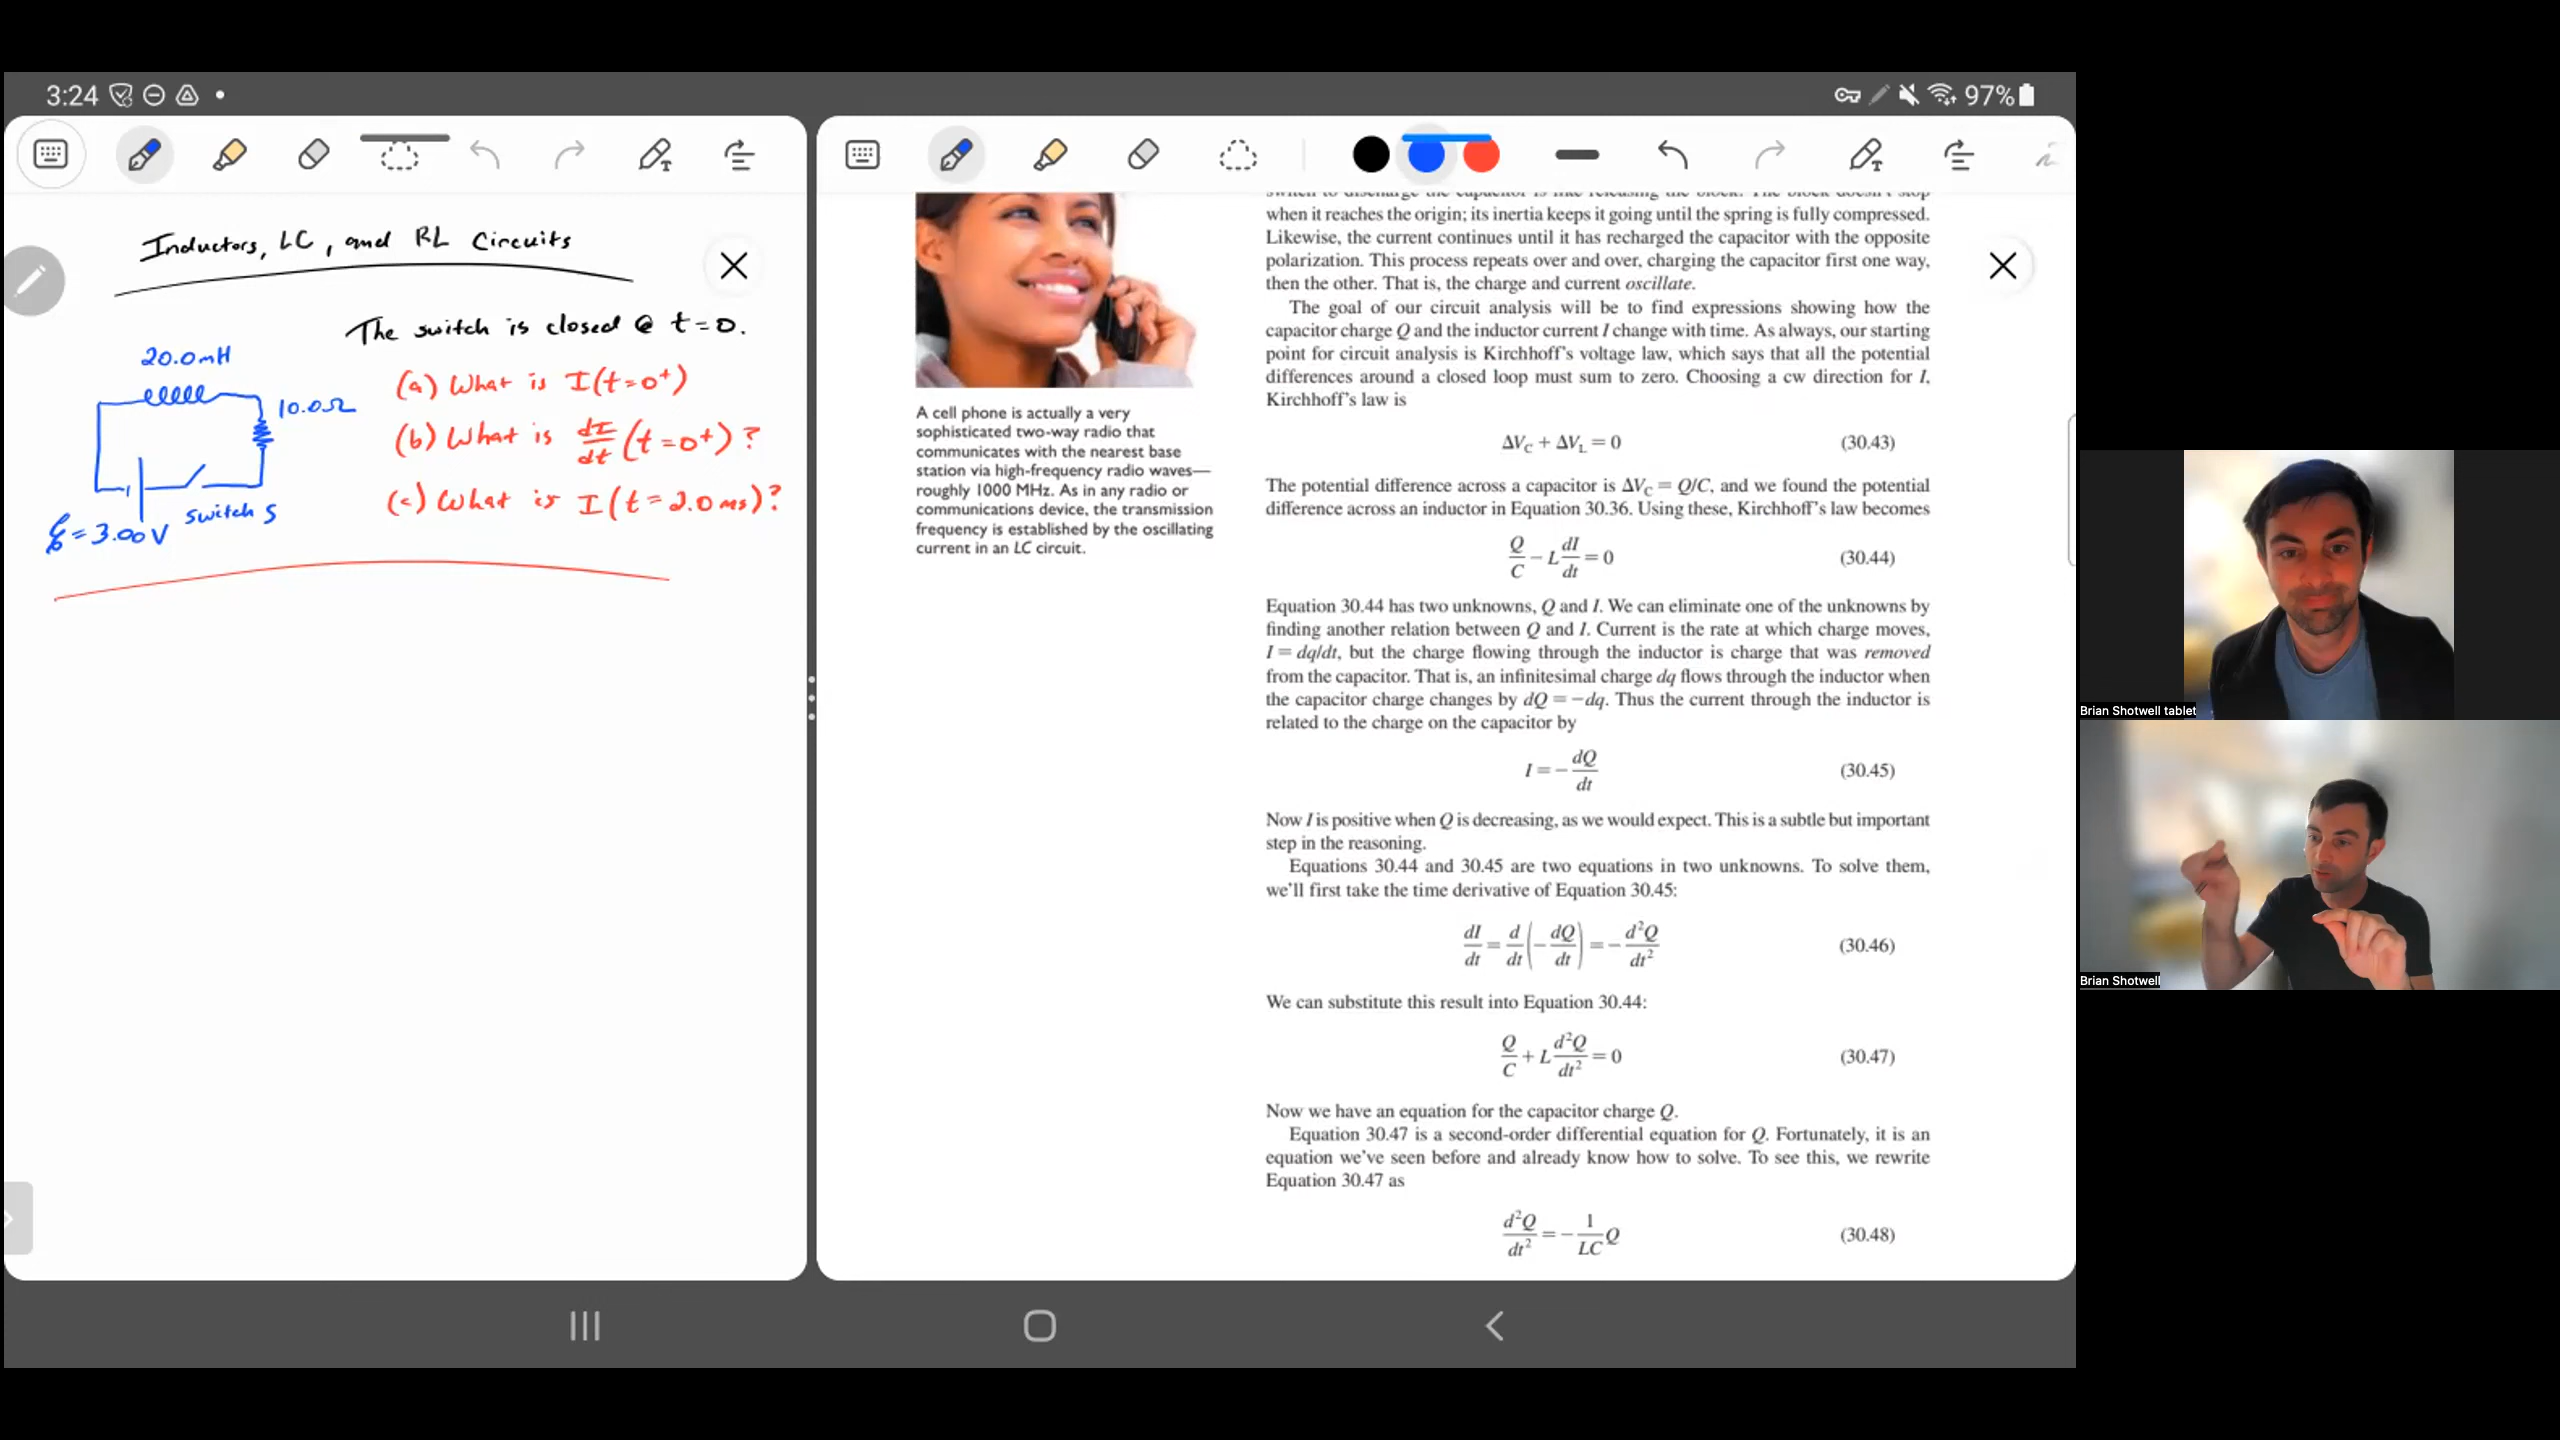 3:24
97%
Inductors, LC, and RL Circuits
The switch is closed @ t=0.
20.0mH
10.0Ω
(a) What is I(t=0⁺)
(b) What is dI/dt (t=0⁺)?
(c) What is I(t=2.0ms)?
switch S
ℰ=3.00V
switch to discharge the capacitor is like releasing the block. The block doesn't stop
when it reaches the origin; its inertia keeps it going until the spring is fully compressed.
Likewise, the current continues until it has recharged the capacitor with the opposite
polarization. This process repeats over and over, charging the capacitor first one way,
then the other. That is, the charge and current oscillate.
The goal of our circuit analysis will be to find expressions showing how the
capacitor charge Q and the inductor current I change with time. As always, our starting
point for circuit analysis is Kirchhoff's voltage law, which says that all the potential
differences around a closed loop must sum to zero. Choosing a cw direction for I,
Kirchhoff's law is
ΔV_C + ΔV_L = 0 (30.43)
A cell phone is actually a very
sophisticated two-way radio that
communicates with the nearest base
station via high-frequency radio waves—
roughly 1000 MHz. As in any radio or
communications device, the transmission
frequency is established by the oscillating
current in an LC circuit.
The potential difference across a capacitor is ΔV_C = Q/C, and we found the potential
difference across an inductor in Equation 30.36. Using these, Kirchhoff's law becomes
Q/C − L dI/dt = 0 (30.44)
Equation 30.44 has two unknowns, Q and I. We can eliminate one of the unknowns by
finding another relation between Q and I. Current is the rate at which charge moves,
I = dq/dt, but the charge flowing through the inductor is charge that was removed
from the capacitor. That is, an infinitesimal charge dq flows through the inductor when
the capacitor charge changes by dQ = −dq. Thus the current through the inductor is
related to the charge on the capacitor by
I = − dQ/dt (30.45)
Now I is positive when Q is decreasing, as we would expect. This is a subtle but important
step in the reasoning.
Equations 30.44 and 30.45 are two equations in two unknowns. To solve them,
we'll first take the time derivative of Equation 30.45:
dI/dt = d/dt (− dQ/dt) = − d²Q/dt² (30.46)
We can substitute this result into Equation 30.44:
Q/C + L d²Q/dt² = 0 (30.47)
Now we have an equation for the capacitor charge Q.
Equation 30.47 is a second-order differential equation for Q. Fortunately, it is an
equation we've seen before and already know how to solve. To see this, we rewrite
Equation 30.47 as
d²Q/dt² = − 1/LC Q (30.48)
Brian Shotwell tablet
Brian Shotwell